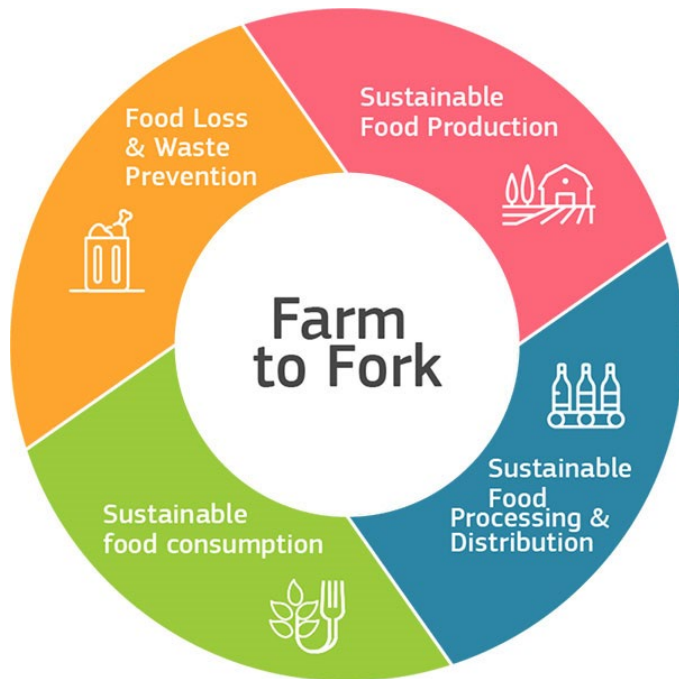 Food Loss
& Waste
Prevention
Sustainable
Food Production
Farm
to Fork
Sustainable
Food
Processing &
Distribution
Sustainable
food consumption